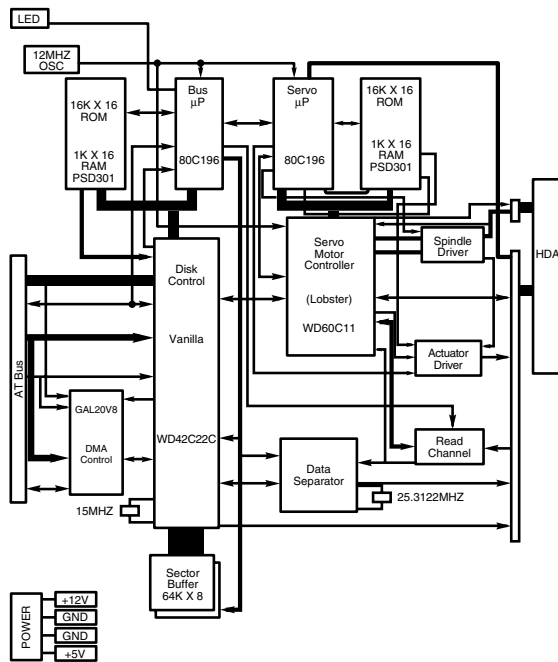 LED
12MHZ
OSC
16K X 16
ROM
1K X 16
RAM
PSD301
Bus
µP
80C196
Servo
µP
80C196
16K X 16
ROM
1K X 16
RAM
PSD301
HDA
Servo
Motor
Controller
(Lobster)
WD60C11
Spindle
Driver
Disk
Control
Vanilla
WD42C22C
AT Bus
Actuator
Driver
GAL20V8
DMA
Control
Read
Channel
Data
Separator
25.3122MHZ
15MHZ
Sector
Buffer
64K X 8
POWER
+12V
GND
GND
+5V